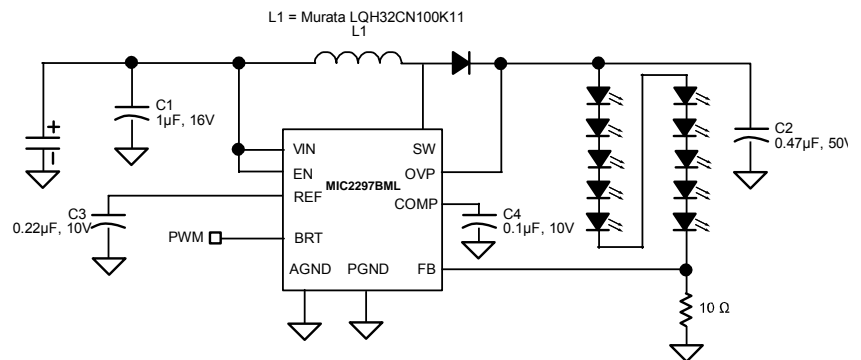 L1 = Murata LQH32CN100K11
L1
C1
1µF, 16V
+
-
VIN
SW
EN
OVP
MIC2297BML
REF
COMP
C2
0.47µF, 50V
C3
0.22µF, 10V
C4
0.1µF, 10V
PWM
BRT
AGND
PGND
FB
10 Ω